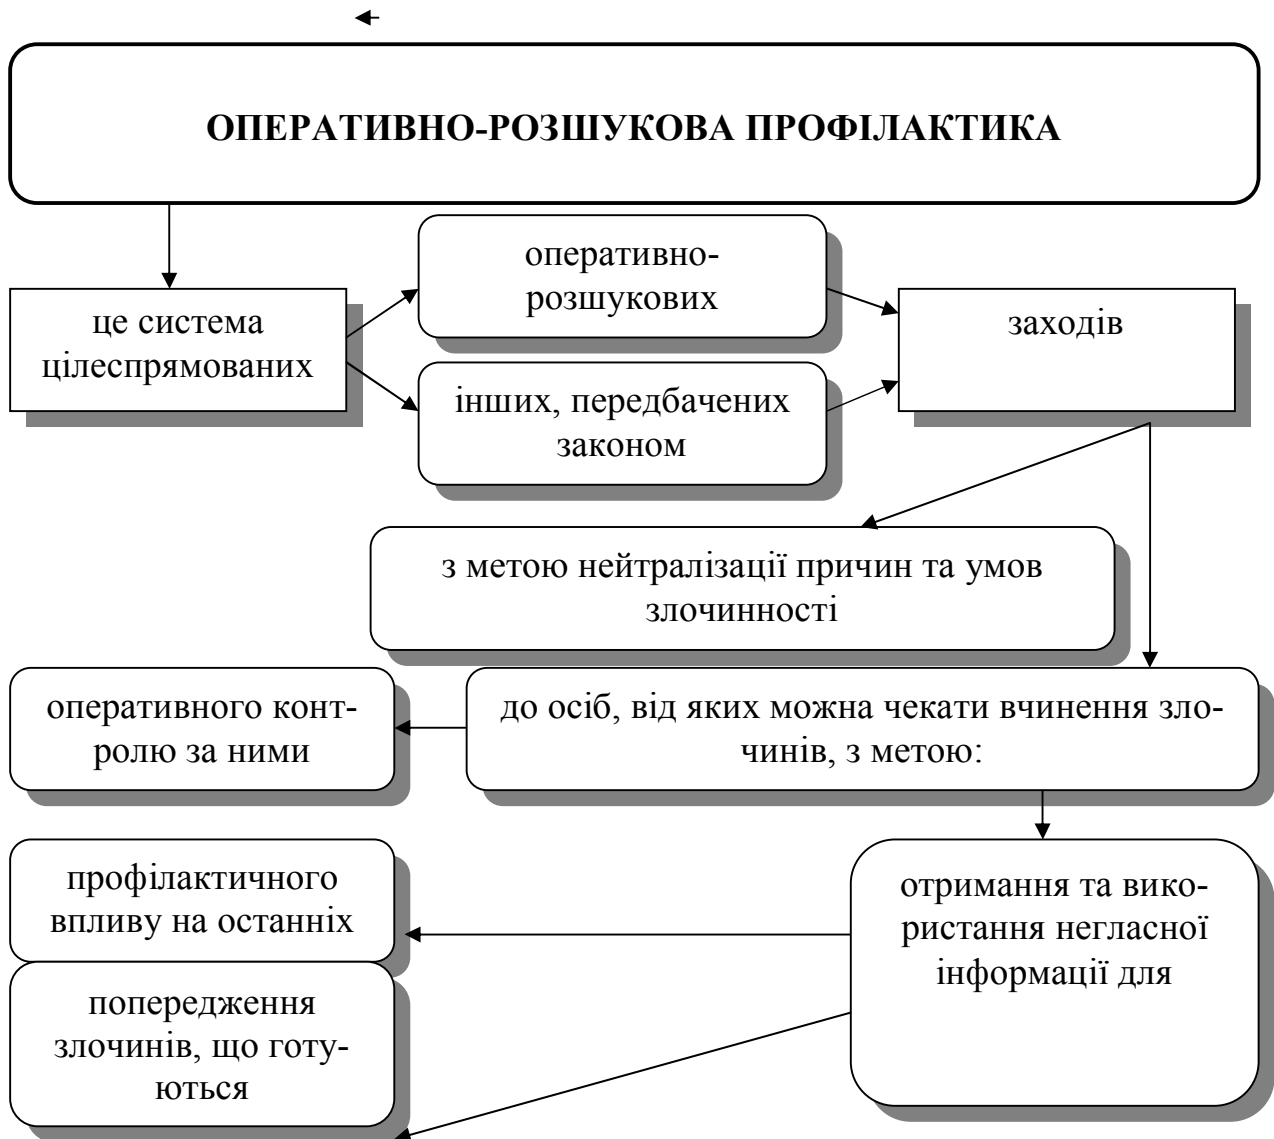 ОПЕРАТИВНО-РОЗШУКОВА ПРОФІЛАКТИКА
це система
цілеспрямованих
оперативно-
розшукових
інших, передбачених
законом
заходів
з метою нейтралізації причин та умов
злочинності
до осіб, від яких можна чекати вчинення зло-
чинів, з метою:
оперативного конт-
ролю за ними
отримання та вико-
ристання негласної
інформації для
профілактичного
впливу на останніх
попередження
злочинів, що готу-
ються